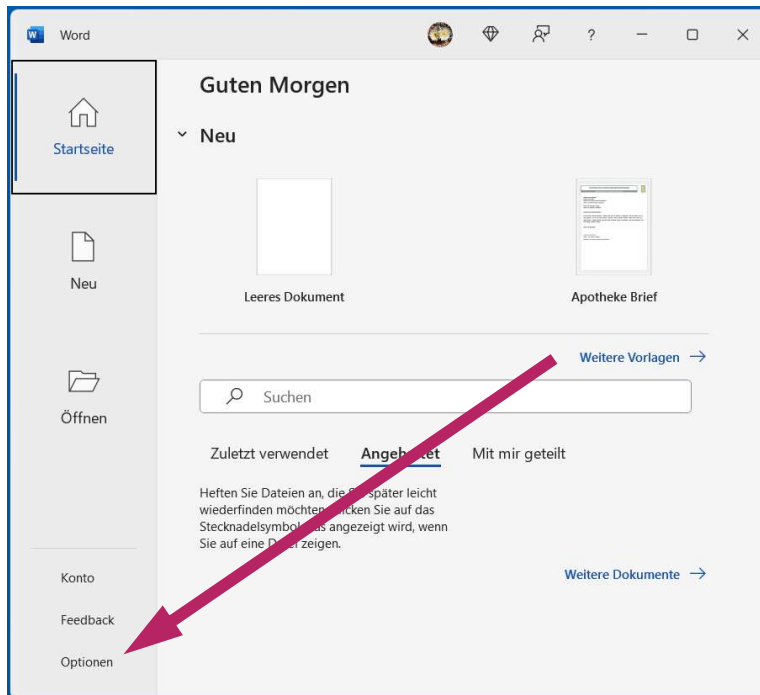 Word
?
Startseite
Neu
Öffnen
Konto
Feedback
Optionen
Guten Morgen
Neu
Leeres Dokument
Apotheke Brief
Weitere Vorlagen
Suchen
Zuletzt verwendet
Mit mir geteilt
Heften Sie Dateien an, die später leicht
wiederfinden möchten. Sie auf das
Stecknadelsymbol, angezeigt wird, wenn
Sie auf eine zeigen.
Weitere Dokumente